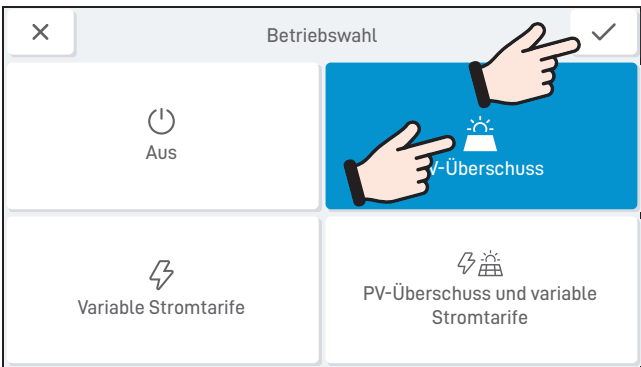 Betriebswahl
Aus
V-Überschuss
Variable Stromtarife
PV-Überschuss und variable
Stromtarife